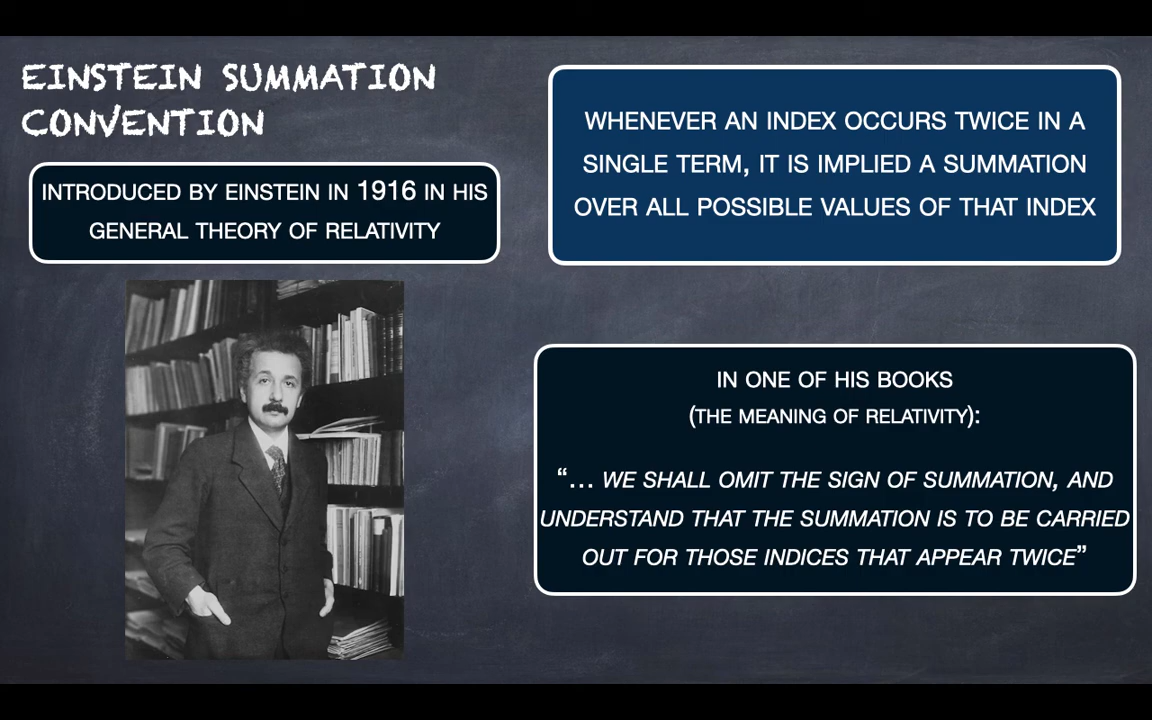 EINSTEIN SUMMATION
CONVENTION
INTRODUCED BY EINSTEIN IN 1916 IN HIS
GENERAL THEORY OF RELATIVITY
WHENEVER AN INDEX OCCURS TWICE IN A
SINGLE TERM, IT IS IMPLIED A SUMMATION
OVER ALL POSSIBLE VALUES OF THAT INDEX
IN ONE OF HIS BOOKS
(THE MEANING OF RELATIVITY):
“… WE SHALL OMIT THE SIGN OF SUMMATION, AND
UNDERSTAND THAT THE SUMMATION IS TO BE CARRIED
OUT FOR THOSE INDICES THAT APPEAR TWICE”